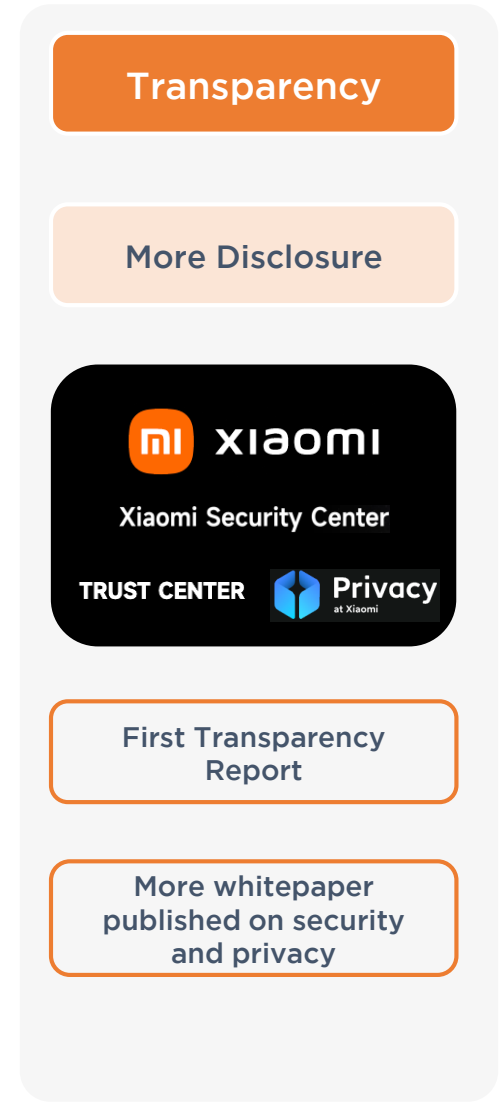 Transparency
More Disclosure
mi xiaomi
Xiaomi Security Center
TRUST CENTER
Privacy
at Xiaomi
First Transparency
Report
More whitepaper
published on security
and privacy